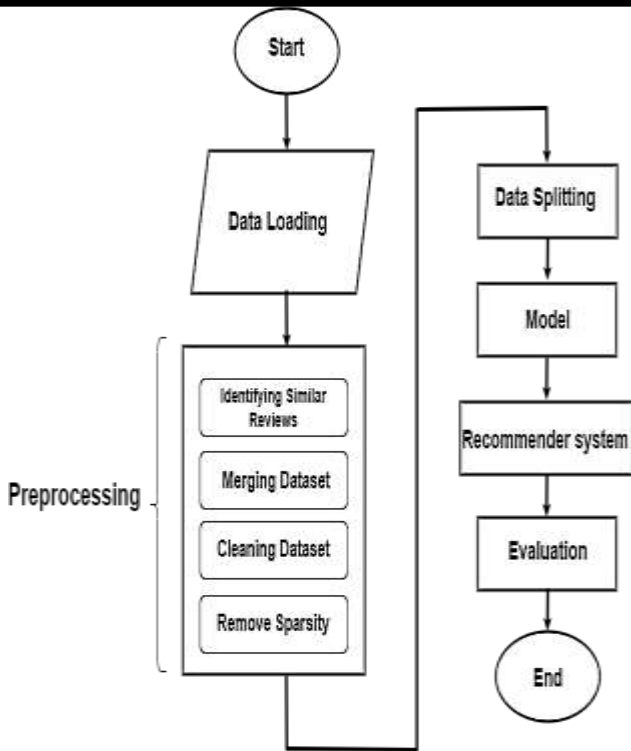 Start
Data Loading
Preprocessing
Identifying Similar
Reviews
Merging Dataset
Cleaning Dataset
Remove Sparsity
Data Splitting
Model
Recommender system
Evaluation
End